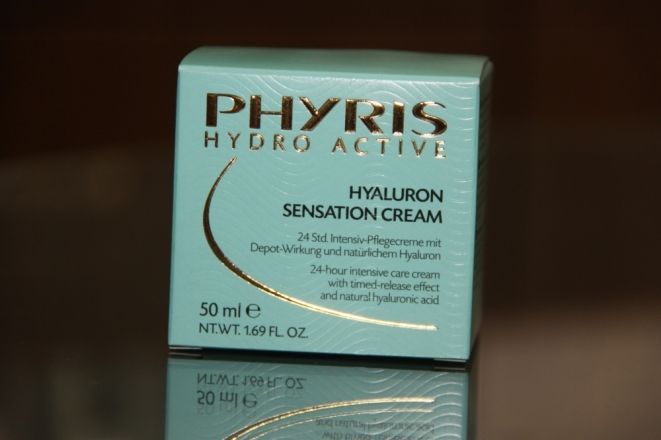 PHYRIS
HYDRO ACTIVE
HYALURON
SENSATION CREAM
24 Std. Intensiv-Pflegecreme mit
Depot-Wirkung und natürlichem Hyaluron
24-hour intensive care cream
with timed-release effect
and natural hyaluronic acid
50 ml ℮
NT.WT. 1.69 FL. OZ.